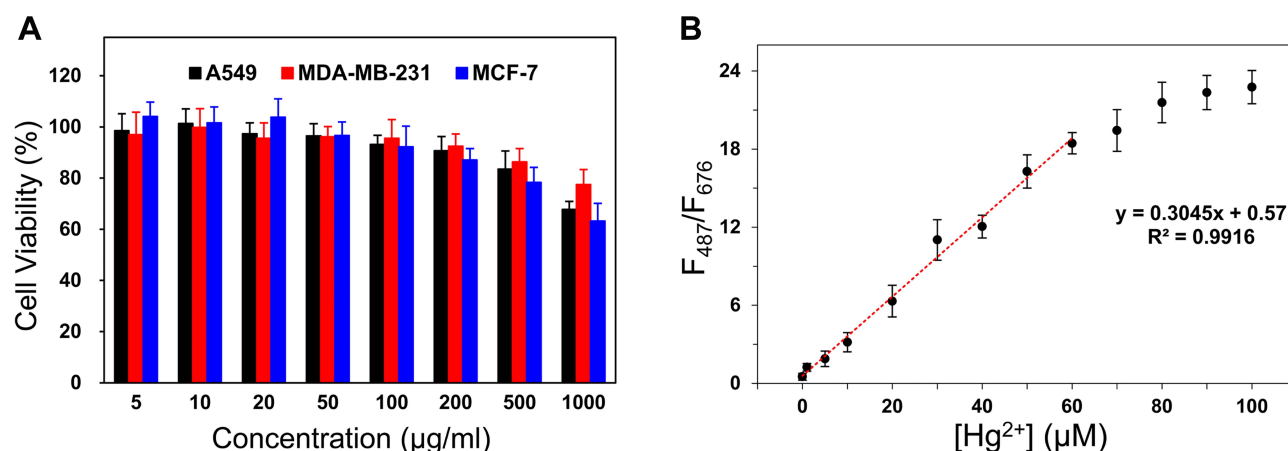 A
A549 MDA-MB-231 MCF-7
Cell Viability (%)
120
100
80
60
40
20
0
5 10 20 50 100 200 500 1000
Concentration (µg/ml)
B
F487/F676
24
18
12
6
0
y = 0.3045x + 0.57
R² = 0.9916
0 20 40 60 80 100
[Hg²⁺] (µM)